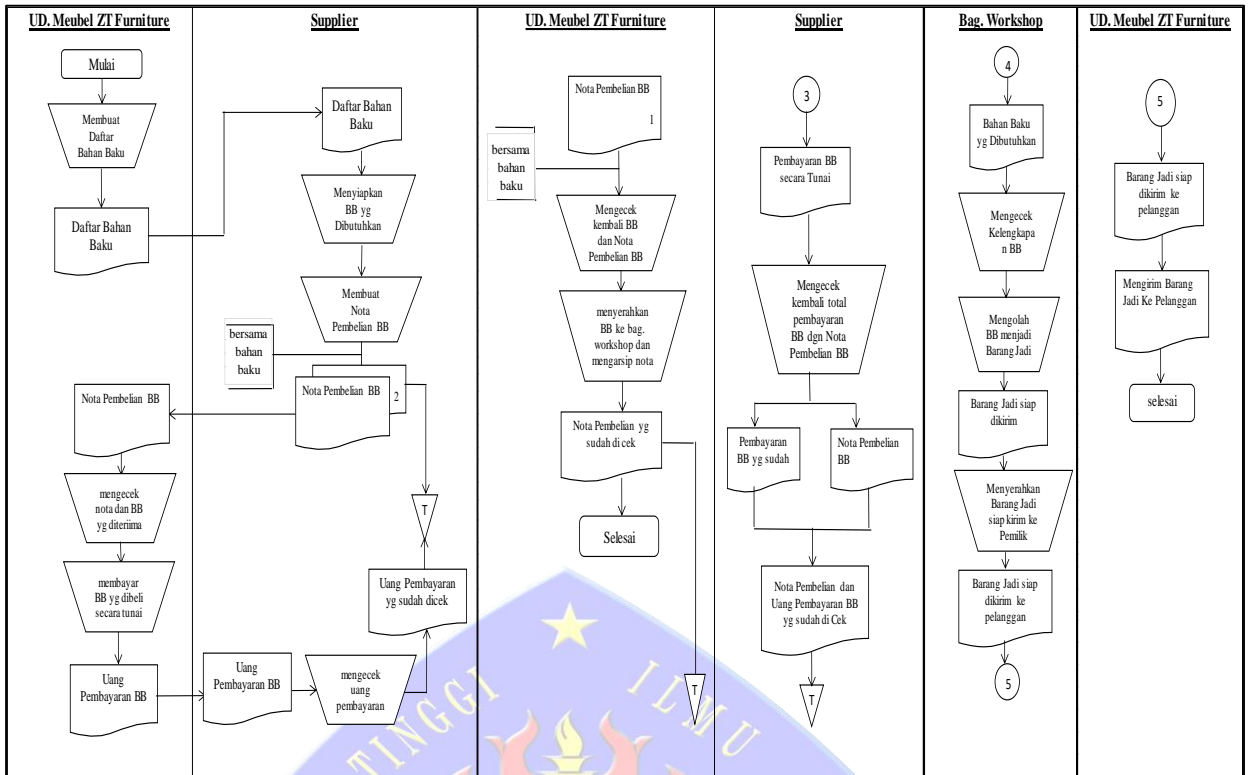 UD. Meubel ZT Furniture
Mulai
Membuat
Daftar
Bahan Baku
Daftar Bahan
Baku
Nota Pembelian BB
mengecek
nota dan BB
yg diteriima
membayar
BB yg dibeli
secara tunai
Uang
Pembayaran BB
Supplier
Daftar Bahan
Baku
Menyiapkan
BB yg
Dibutuhkan
Membuat
Nota
Pembelian BB
bersama
bahan
baku
Nota Pembelian BB
2
T
Uang Pembayaran
yg sudah dicek
Uang
Pembayaran BB
mengecek
uang
pembayaran
UD. Meubel ZT Furniture
Nota Pembelian BB
1
bersama
bahan
baku
Mengecek
kembali BB
dan Nota
Pembelian BB
menyerahkan
BB ke bag.
workshop dan
mengarsip nota
Nota Pembelian yg
sudah di cek
Selesai
T
Supplier
3
Pembayaran BB
secara Tunai
Mengecek
kembali total
pembayaran
BB dgn Nota
Pembelian BB
Pembayaran
BB yg sudah
Nota Pembelian
BB
Nota Pembelian dan
Uang Pembayaran BB
yg sudah di Cek
T
Bag. Workshop
4
Bahan Baku
yg Dibutuhkan
Mengecek
Kelengkapa
n BB
Mengolah
BB menjadi
Barang Jadi
Barang Jadi siap
dikirim
Menyerahkan
Barang Jadi
siap kirim ke
Pemilik
Barang Jadi siap
dikirim ke
pelanggan
5
UD. Meubel ZT Furniture
5
Barang Jadi siap
dikirim ke
pelanggan
Mengirim Barang
Jadi Ke Pelanggan
selesai
TINGGI ILMU